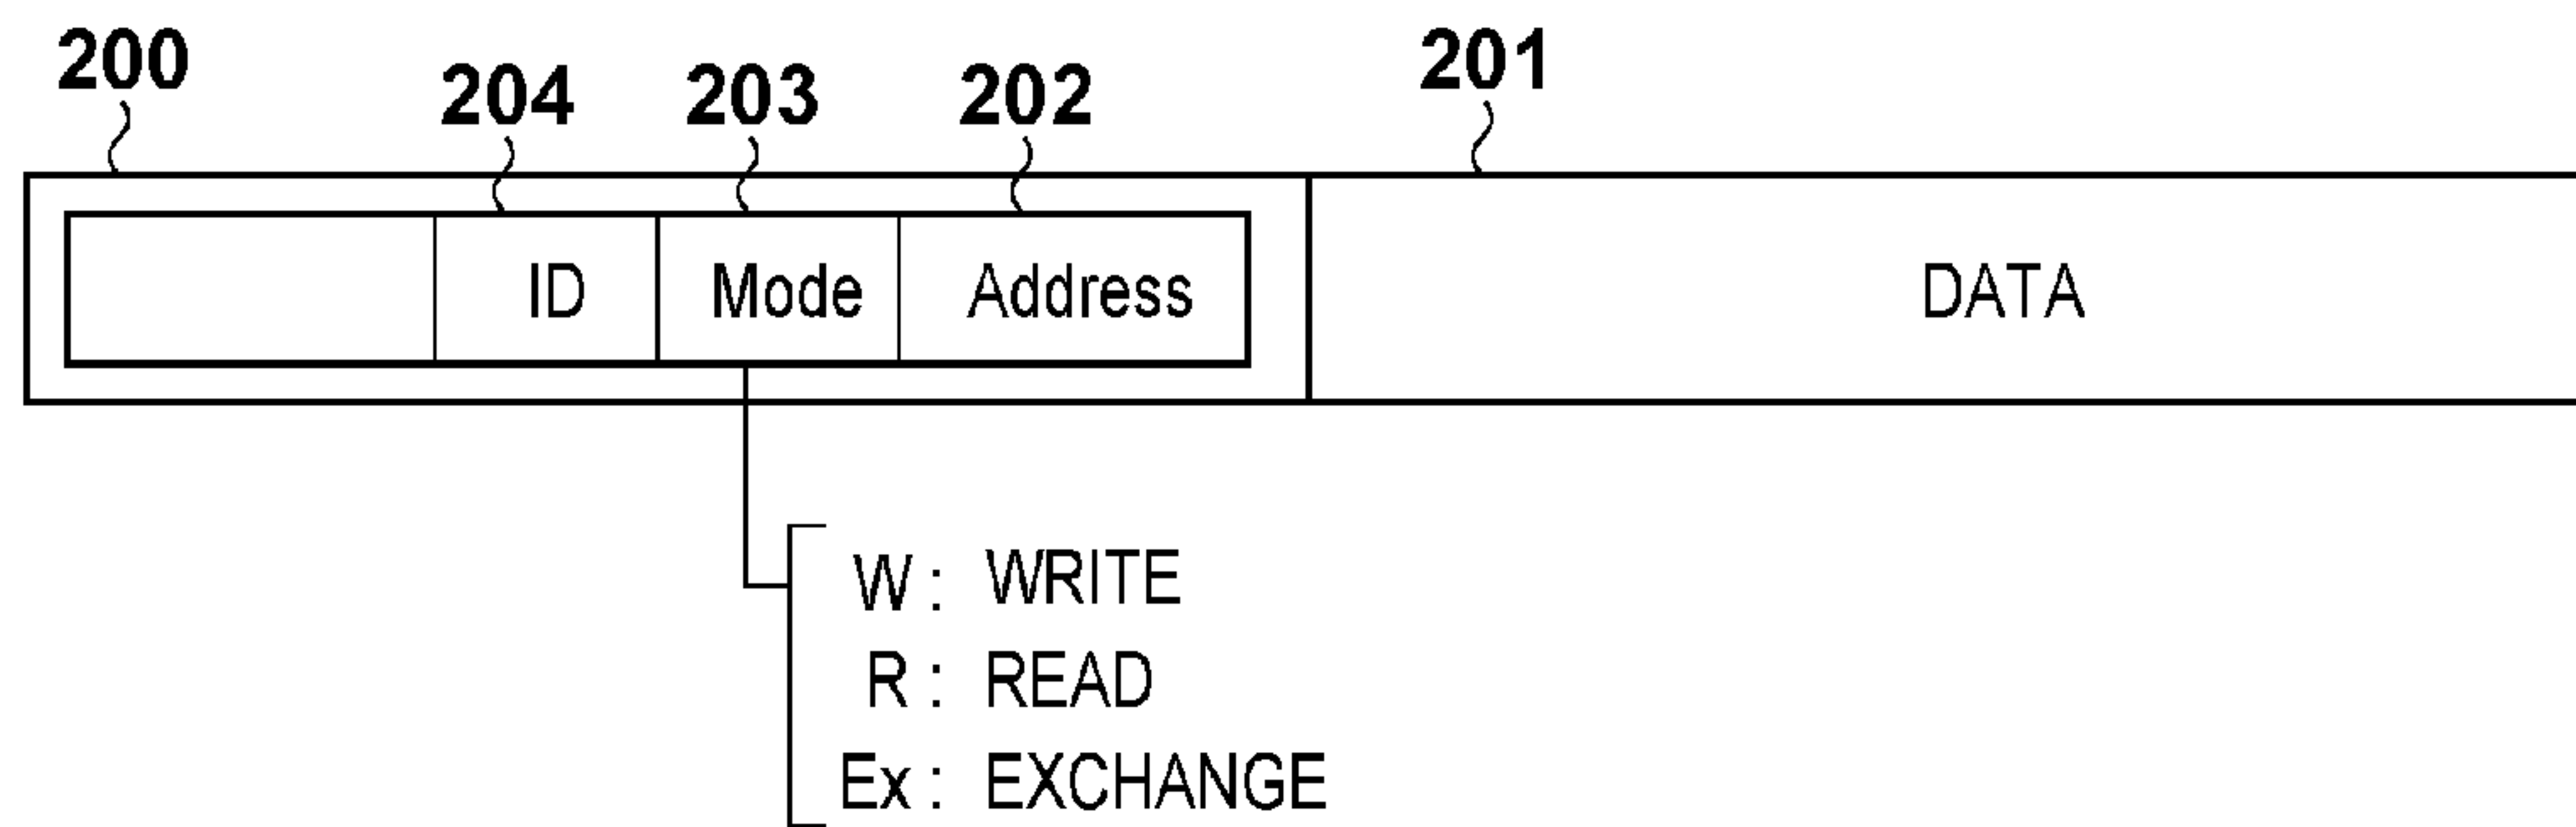 200 204 203 202 201
ID Mode Address DATA
W : WRITE
R : READ
Ex : EXCHANGE